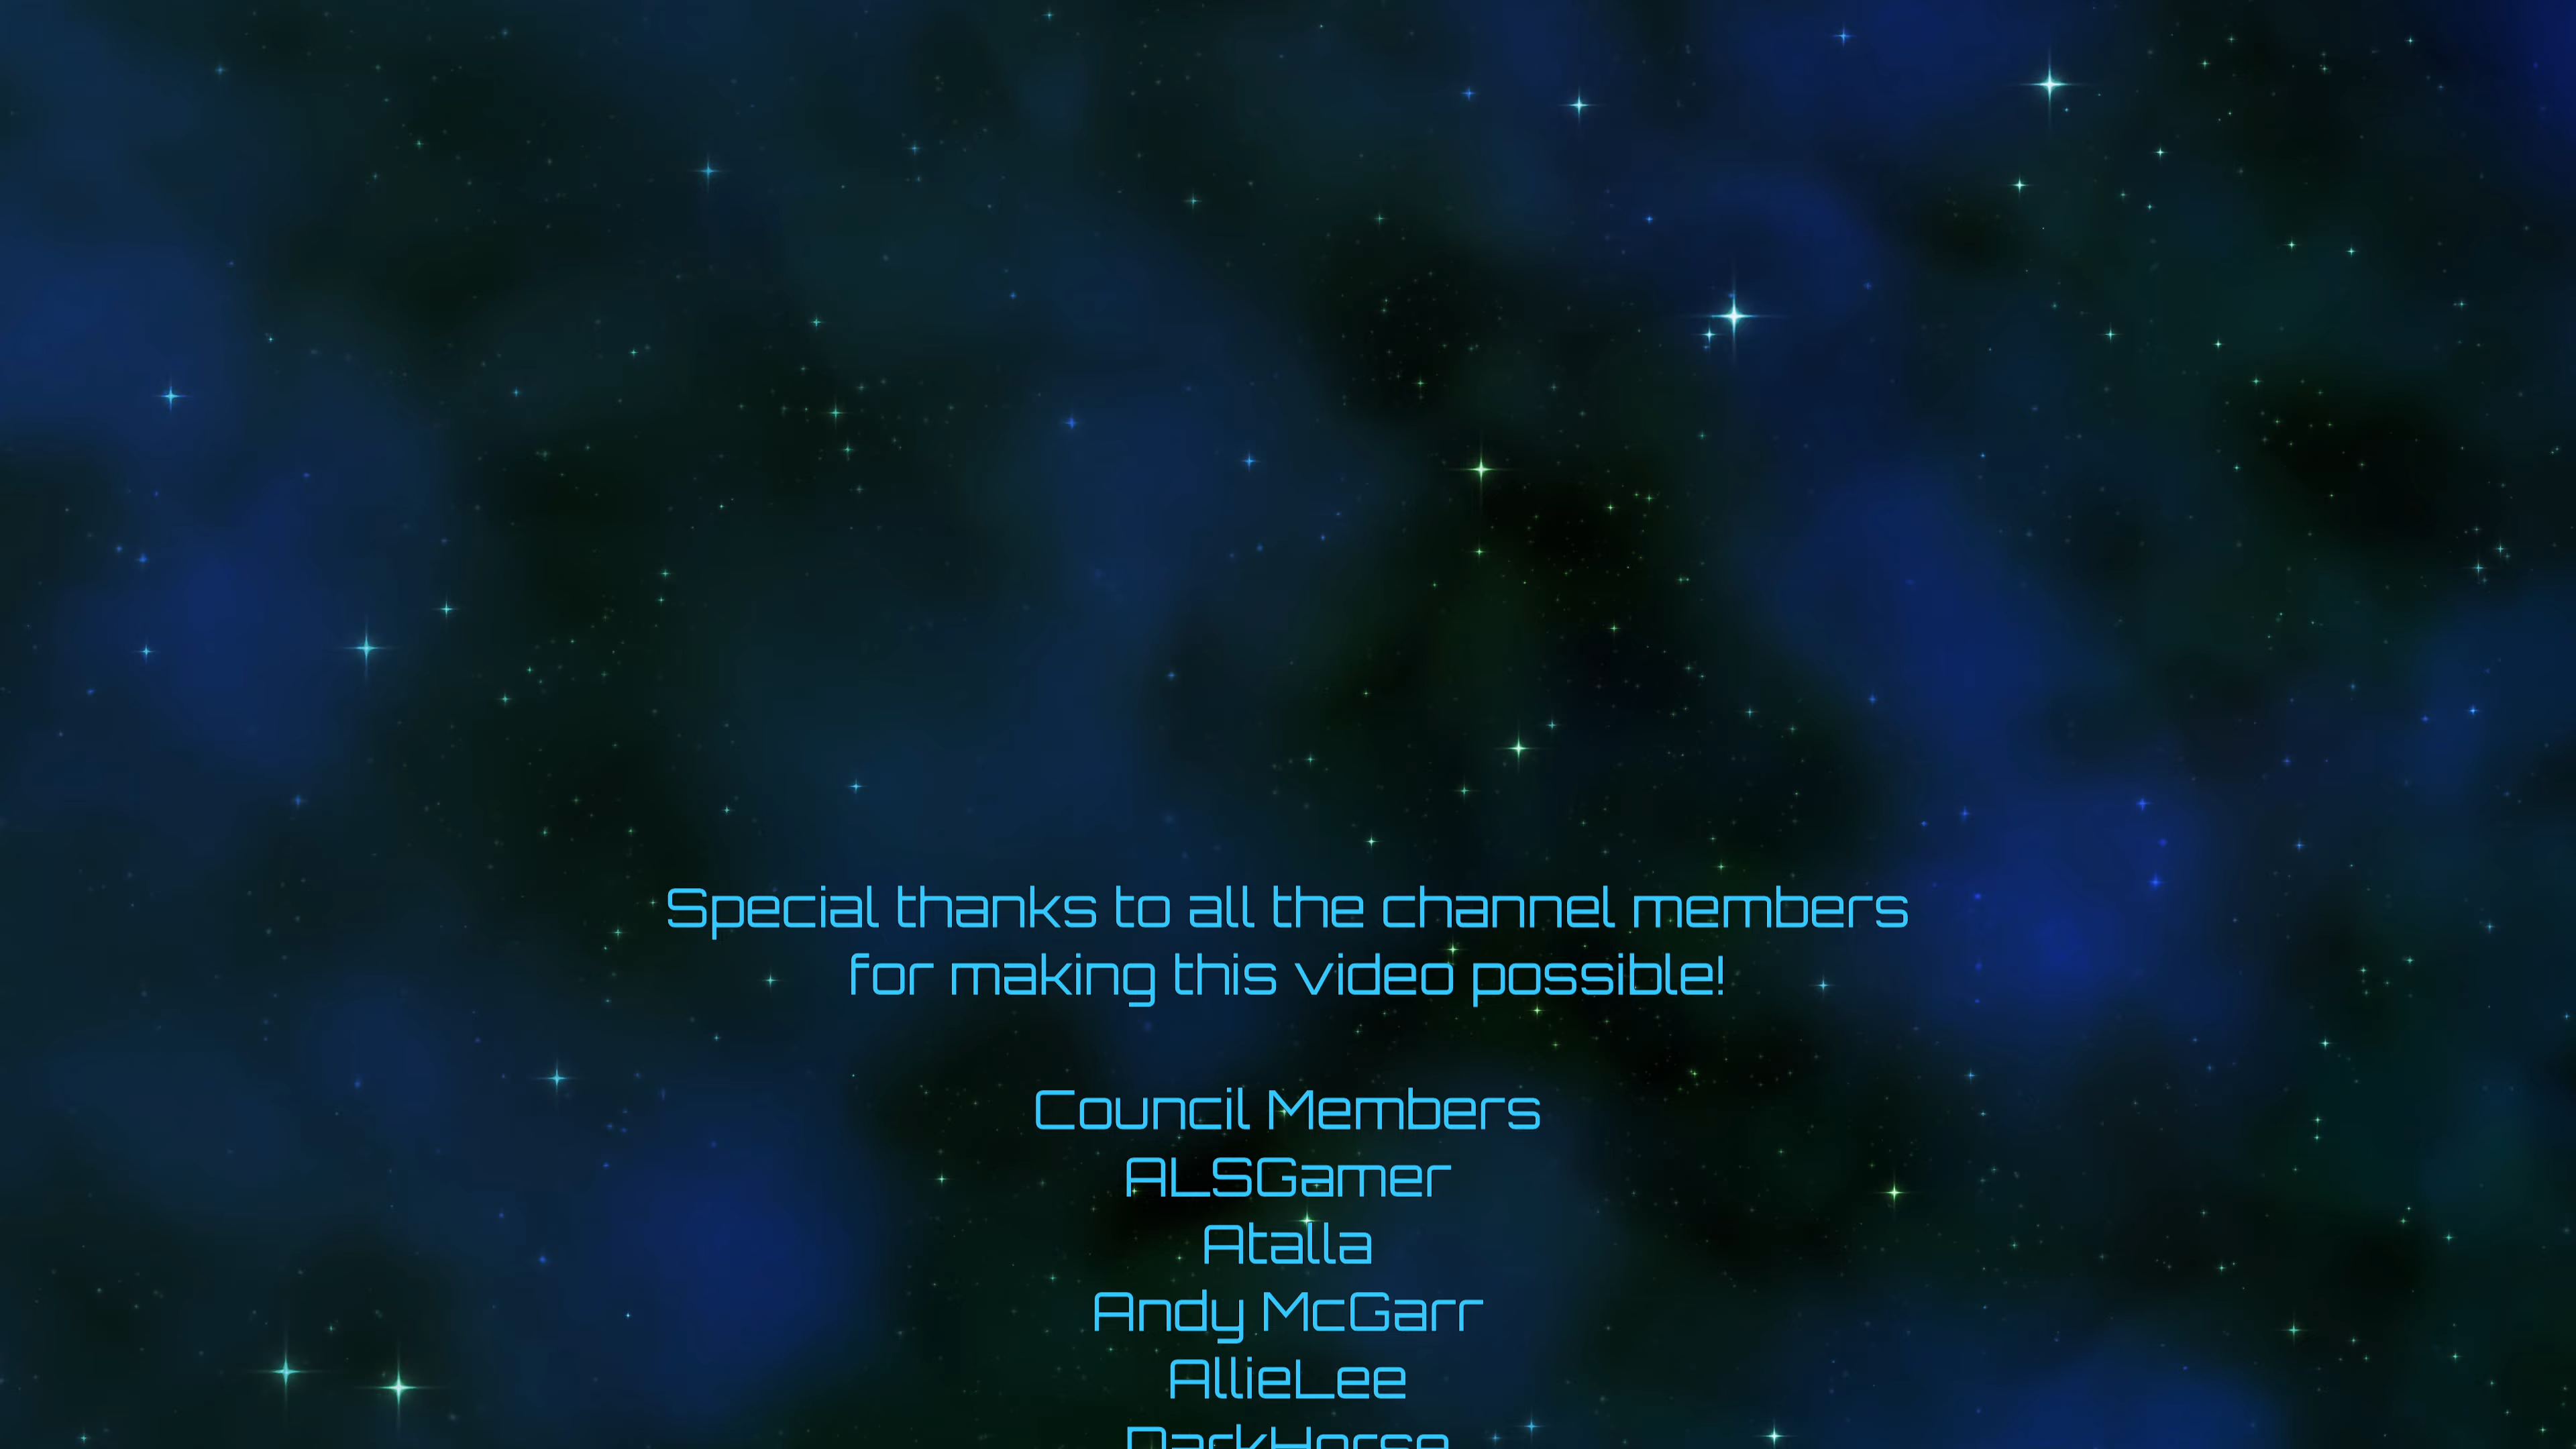 Special thanks to all the channel members
for making this video possible!
Council Members
ALSGamer
Atalla
Andy McGarr
AllieLee
DarkHorse